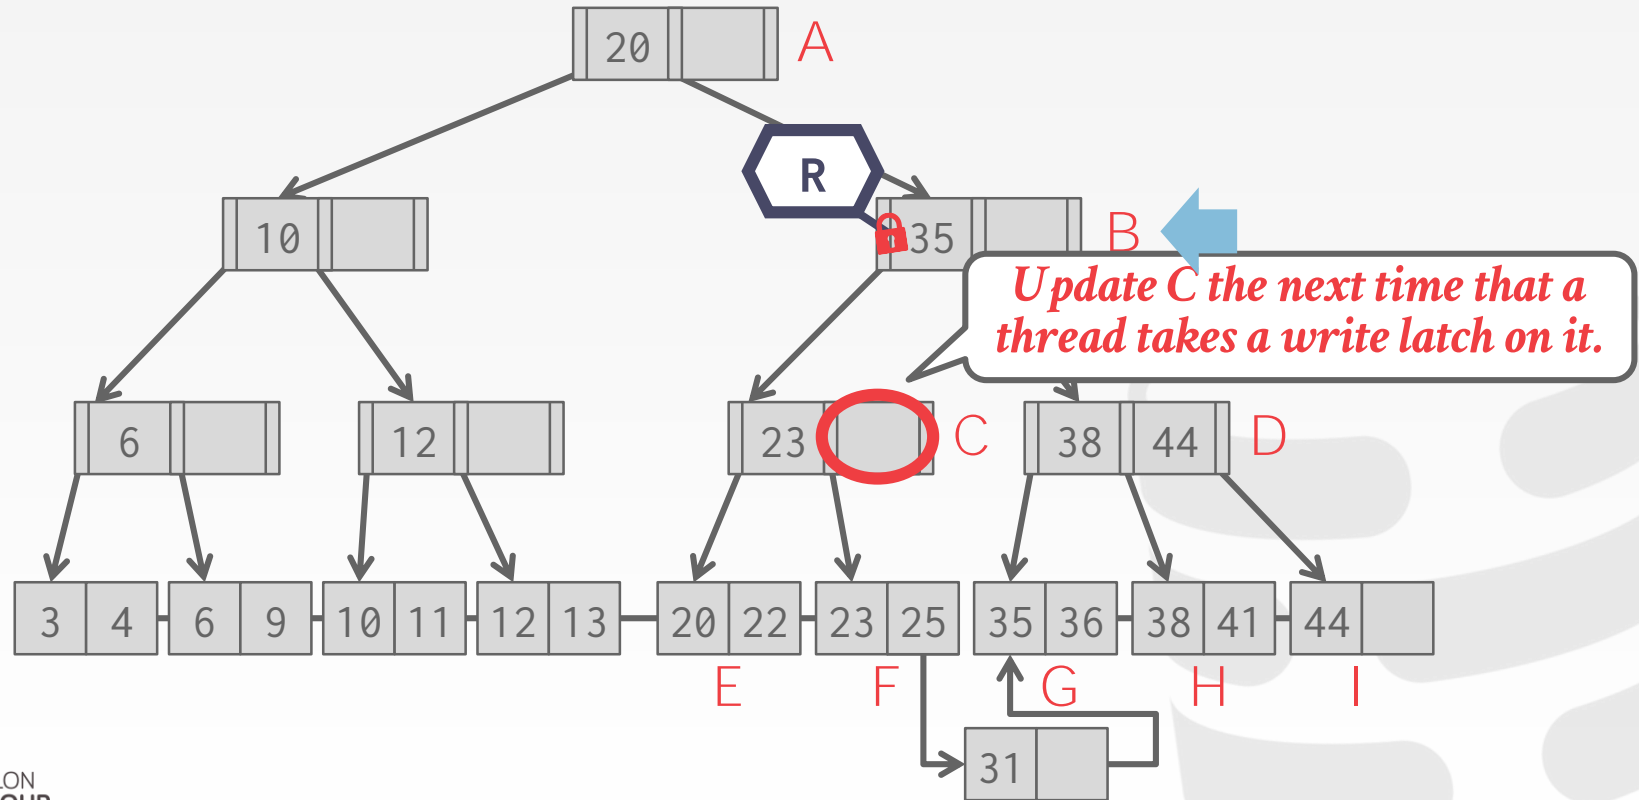 20 A
R
10 35 B
Update C the next time that a
thread takes a write latch on it.
6 12 23 C 38 44 D
3 4 6 9 10 11 12 13 20 22 23 25 35 36 38 41 44
E F G H I
31